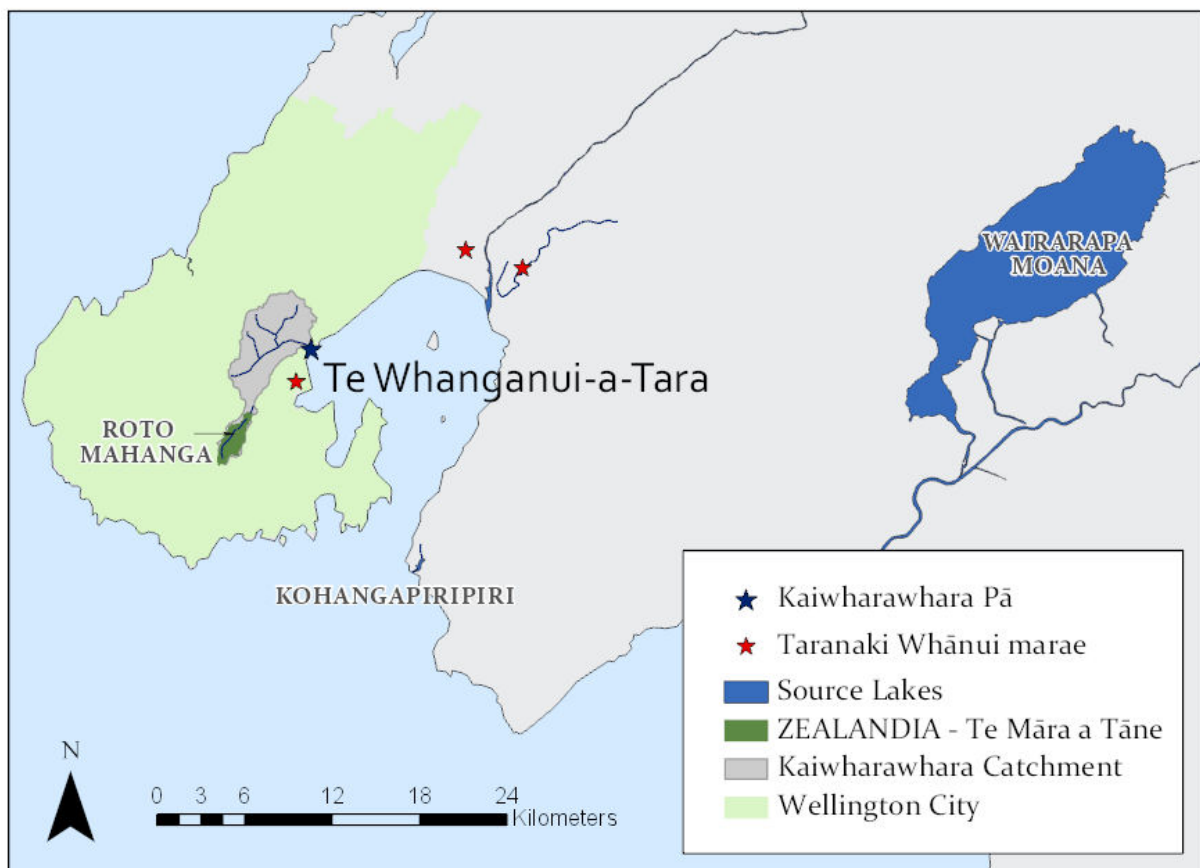 WAIRARAPA
MOANA
Te Whanganui-a-Tara
ROTO
MAHANGA
KOHANGAPIRIPIRI
Kaiwharawhara Pā
Taranaki Whānui marae
Source Lakes
ZEALANDIA - Te Māra a Tāne
Kaiwharawhara Catchment
Wellington City
N
0 3 6 12 18 24
Kilometers